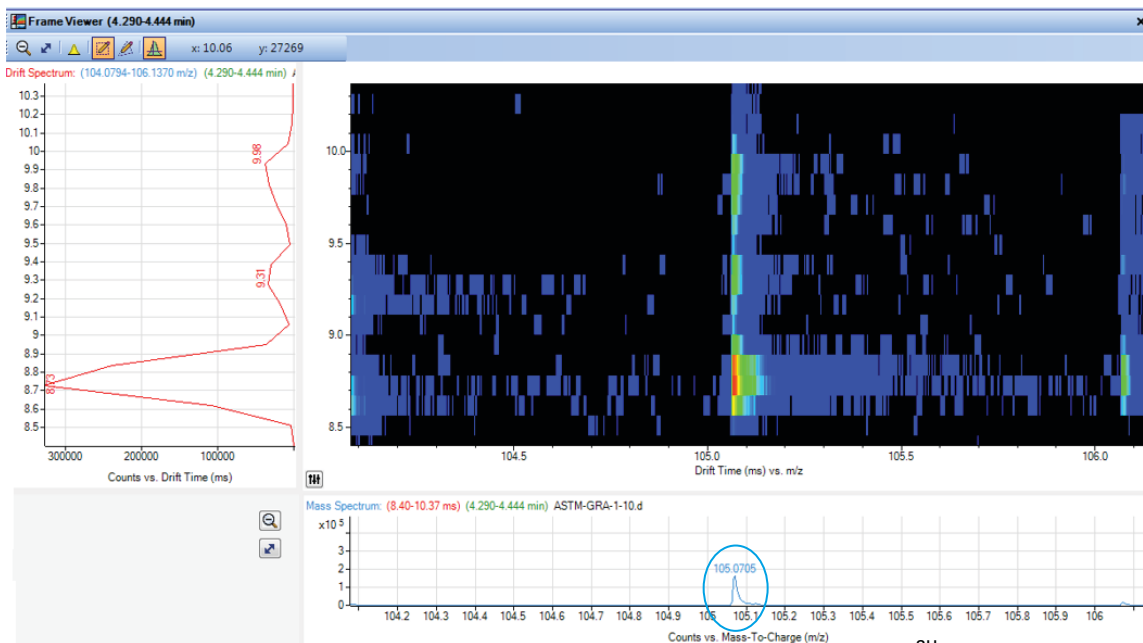 Frame Viewer (4.290-4.444 min)
x: 10.06 y: 27269
Drift Spectrum: (104.0794-106.1370 m/z) (4.290-4.444 min)
10.3
10.2
10.1
10
9.9
9.8
9.7
9.6
9.5
9.4
9.3
9.2
9.1
9
8.9
8.8
8.7
8.6
8.5
9.98
9.31
8.73
300000 200000 100000
Counts vs. Drift Time (ms)
10.0
9.5
9.0
8.5
104.5 105.0 105.5 106.0
Drift Time (ms) vs. m/z
Mass Spectrum: (8.40-10.37 ms) (4.290-4.444 min) ASTM-GRA-1-10.d
x10 5
3
2
1
0
105.0705
104.2 104.3 104.4 104.5 104.6 104.7 104.8 104.9 105 105.1 105.2 105.3 105.4 105.5 105.6 105.7 105.8 105.9 106
Counts vs. Mass-To-Charge (m/z)